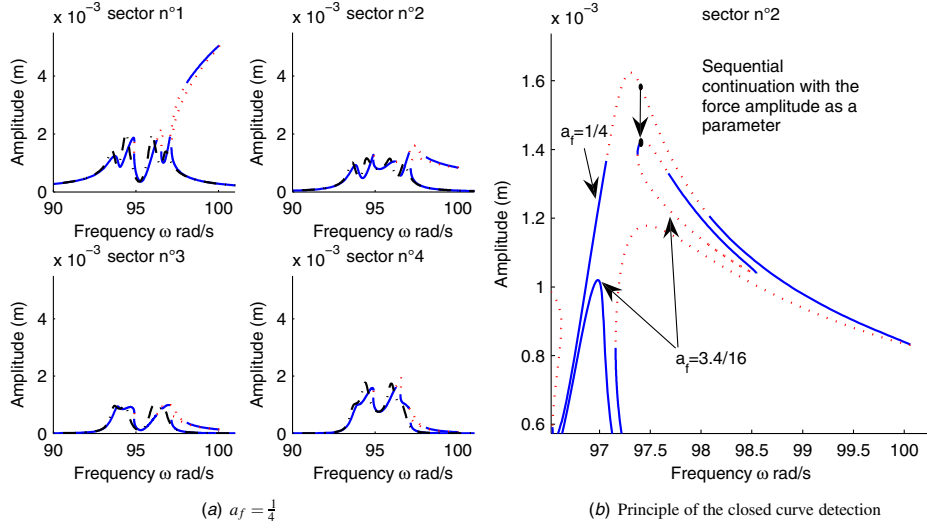 x 10⁻³ sector n°1
Amplitude (m)
4
2
0
90 95 100
Frequency ω rad/s
x 10⁻³ sector n°2
Amplitude (m)
4
2
0
90 95 100
Frequency ω rad/s
x 10⁻³ sector n°3
Amplitude (m)
4
2
0
90 95 100
Frequency ω rad/s
x 10⁻³ sector n°4
Amplitude (m)
4
2
0
90 95 100
Frequency ω rad/s
(a) a_f = 1/4
x 10⁻³
sector n°2
Sequential
continuation with the
force amplitude as a
parameter
a_f=1/4
a_f=3.4/16
Amplitude (m)
1.6
1.4
1.2
1
0.8
0.6
97 97.5 98 98.5 99 99.5 100
Frequency ω rad/s
(b) Principle of the closed curve detection